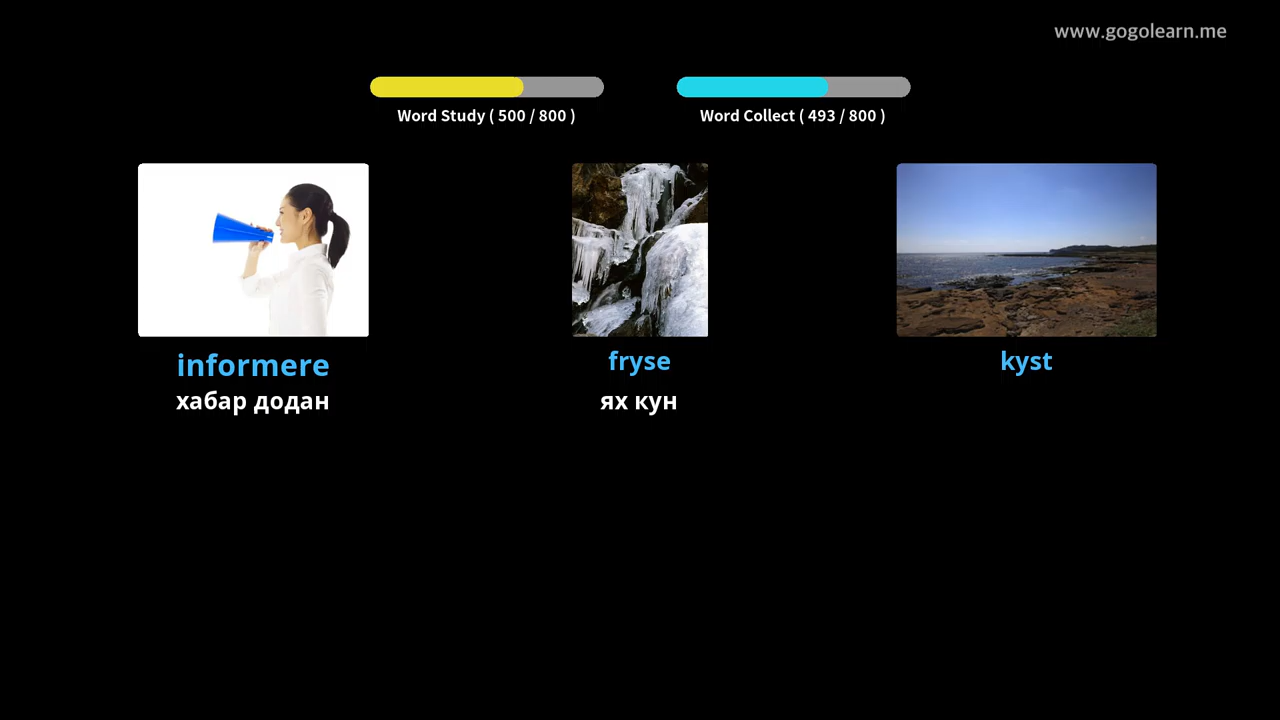 www.gogolearn.me
Word Study ( 500 / 800 )
Word Collect ( 493 / 800 )
informere
хабар додан
fryse
ях кун
kyst